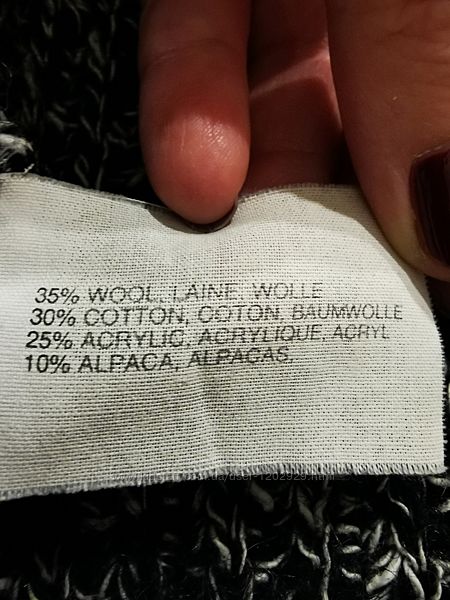 35% WOOL, LAINE, WOLLE
30% COTTON, COTON, BAUMWOLLE
25% ACRYLIC, ACRYLIQUE, ACRYL
10% ALPACA, ALPAGAS